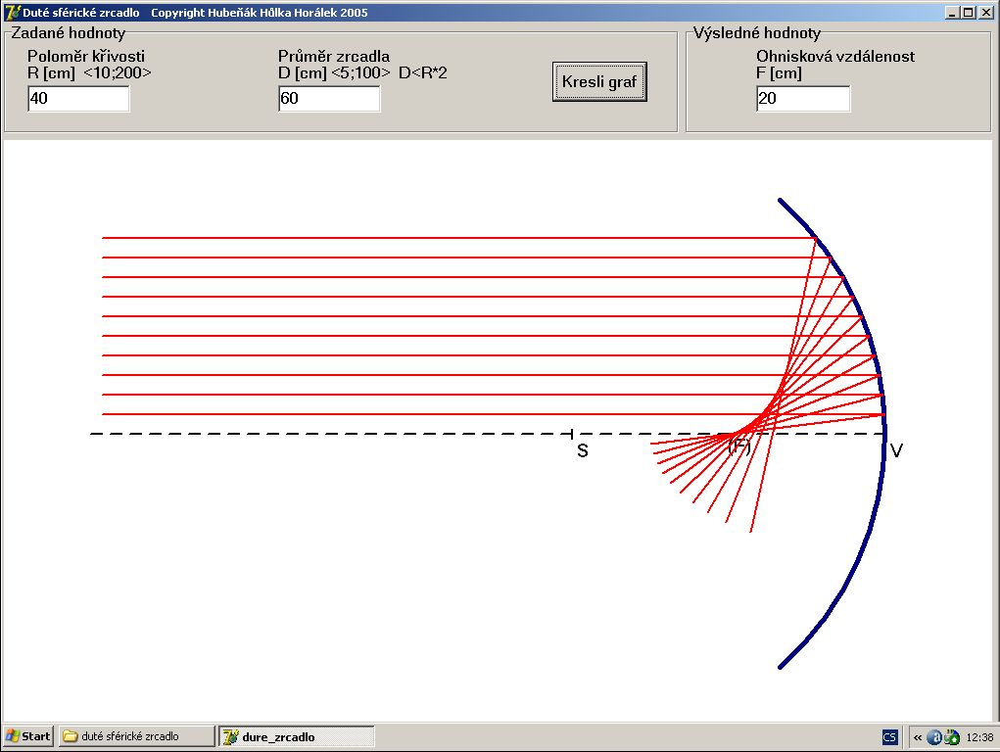 Duté sférické zrcadlo Copyright Hubeňák Hůlka Horálek 2005
Zadané hodnoty
Poloměr křivosti
R [cm] <10;200>
40
Průměr zrcadla
D [cm] <5;100> D<R*2
60
Kresli graf
Výsledné hodnoty
Ohnisková vzdálenost
F [cm]
20
S
(F)
V
Start
duté sférické zrcadlo
dure_zrcadlo
CS
«
12:38